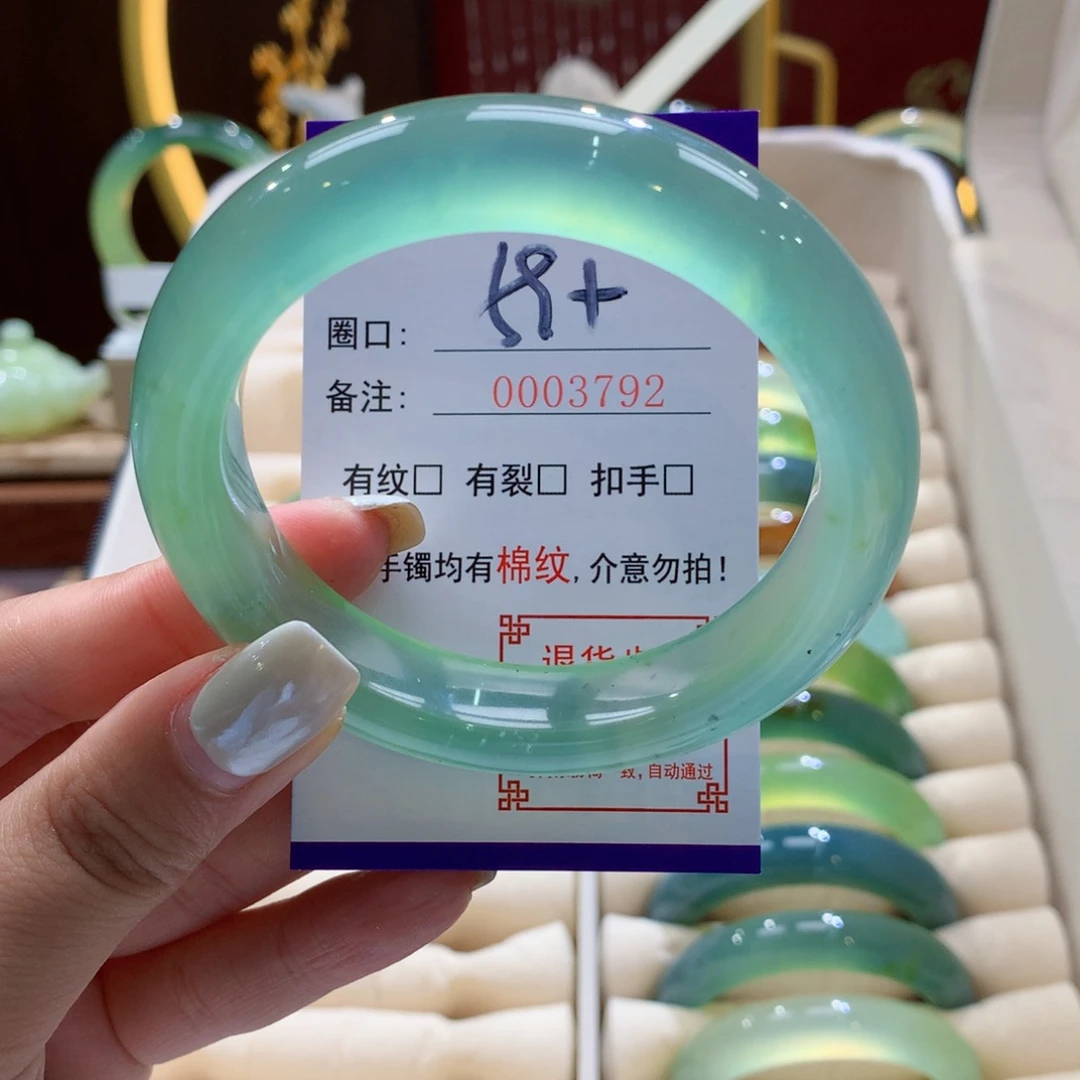 圈口: 58+
备注: 0003792
有纹□ 有裂□ 扣手□
手镯均有棉纹,介意勿拍!
退货
致,自动通过